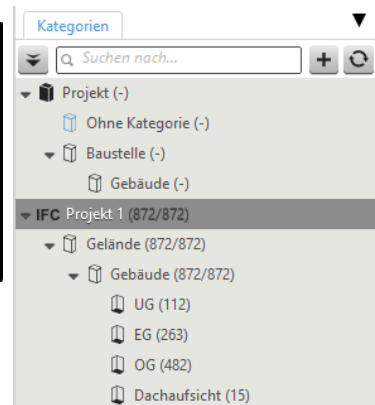 Kategorien
Suchen nach...
Projekt (-)
Ohne Kategorie (-)
Baustelle (-)
Gebäude (-)
IFC Projekt 1 (872/872)
Gelände (872/872)
Gebäude (872/872)
UG (112)
EG (263)
OG (482)
Dachaufsicht (15)